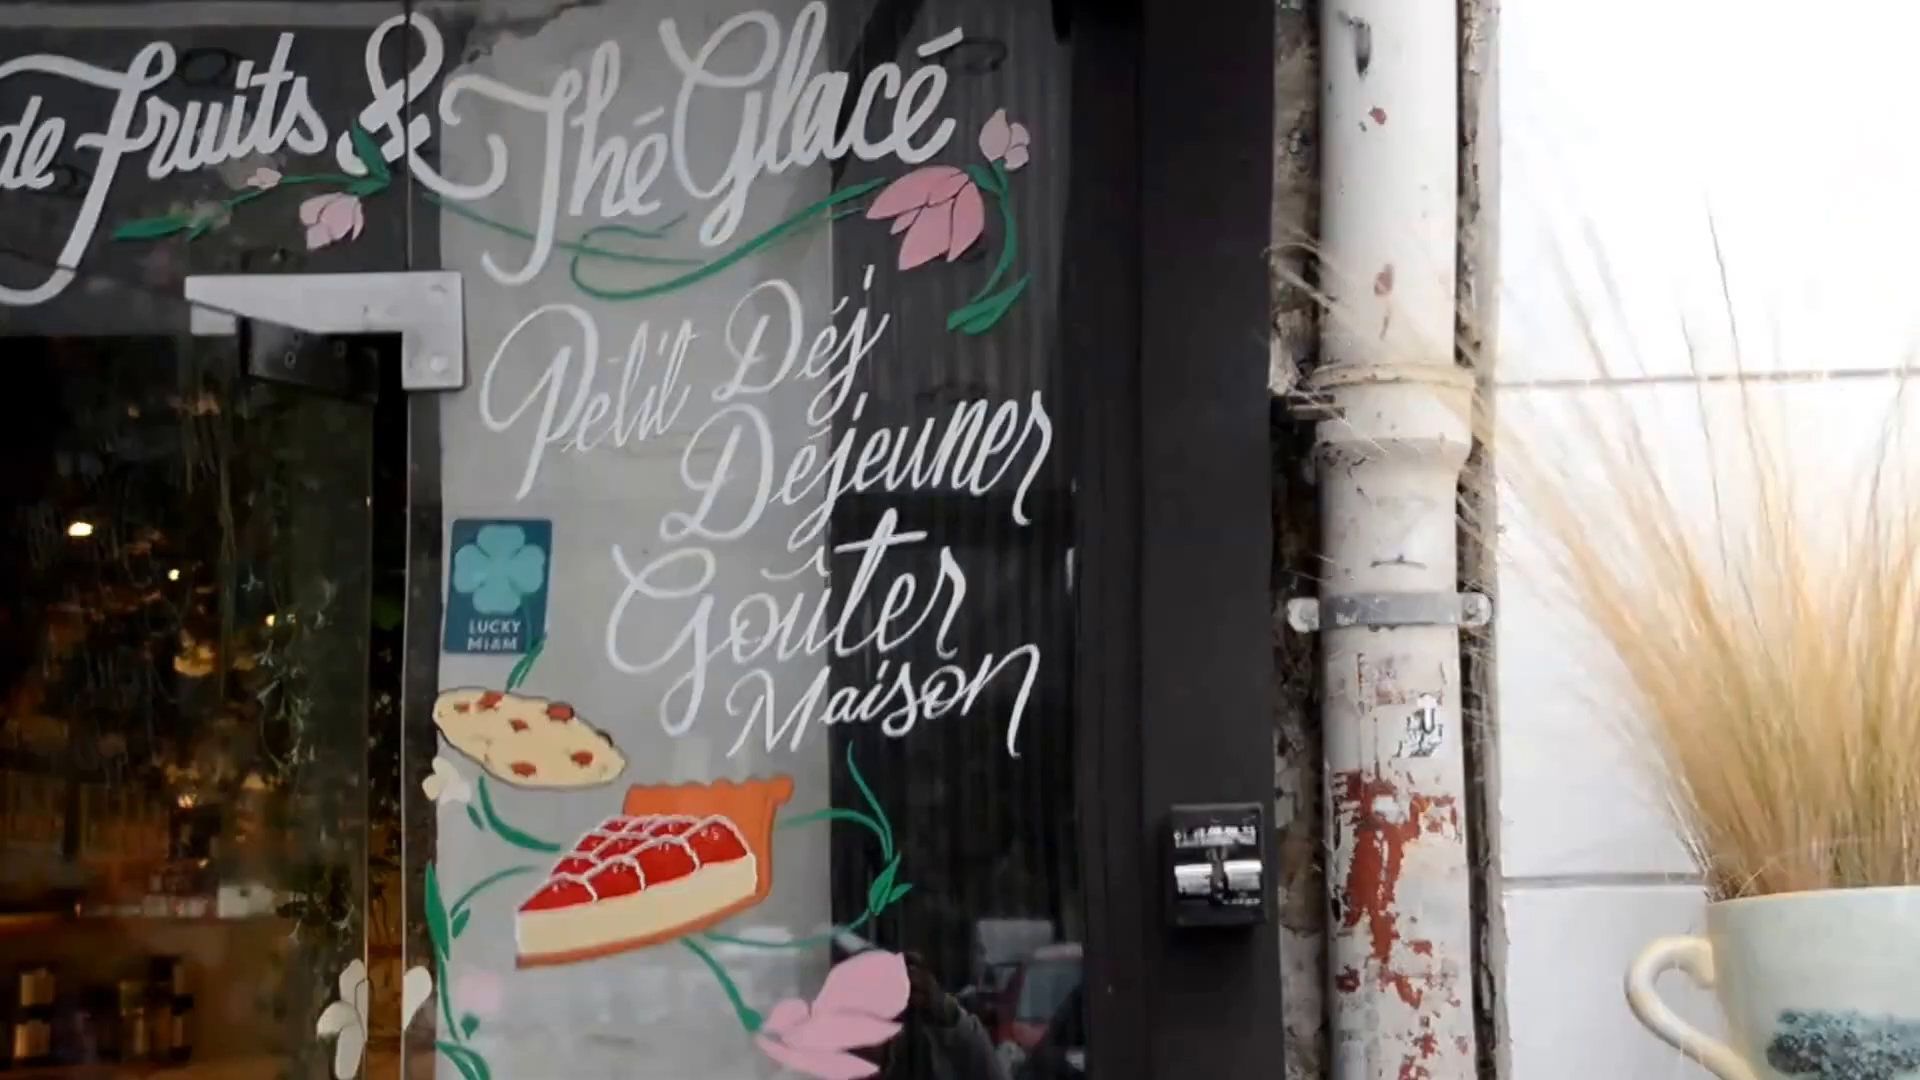 de Fruits & Thé Glacé
Petit Déj
Déjeuner
Goûter
Maison
LUCKY
MIAM